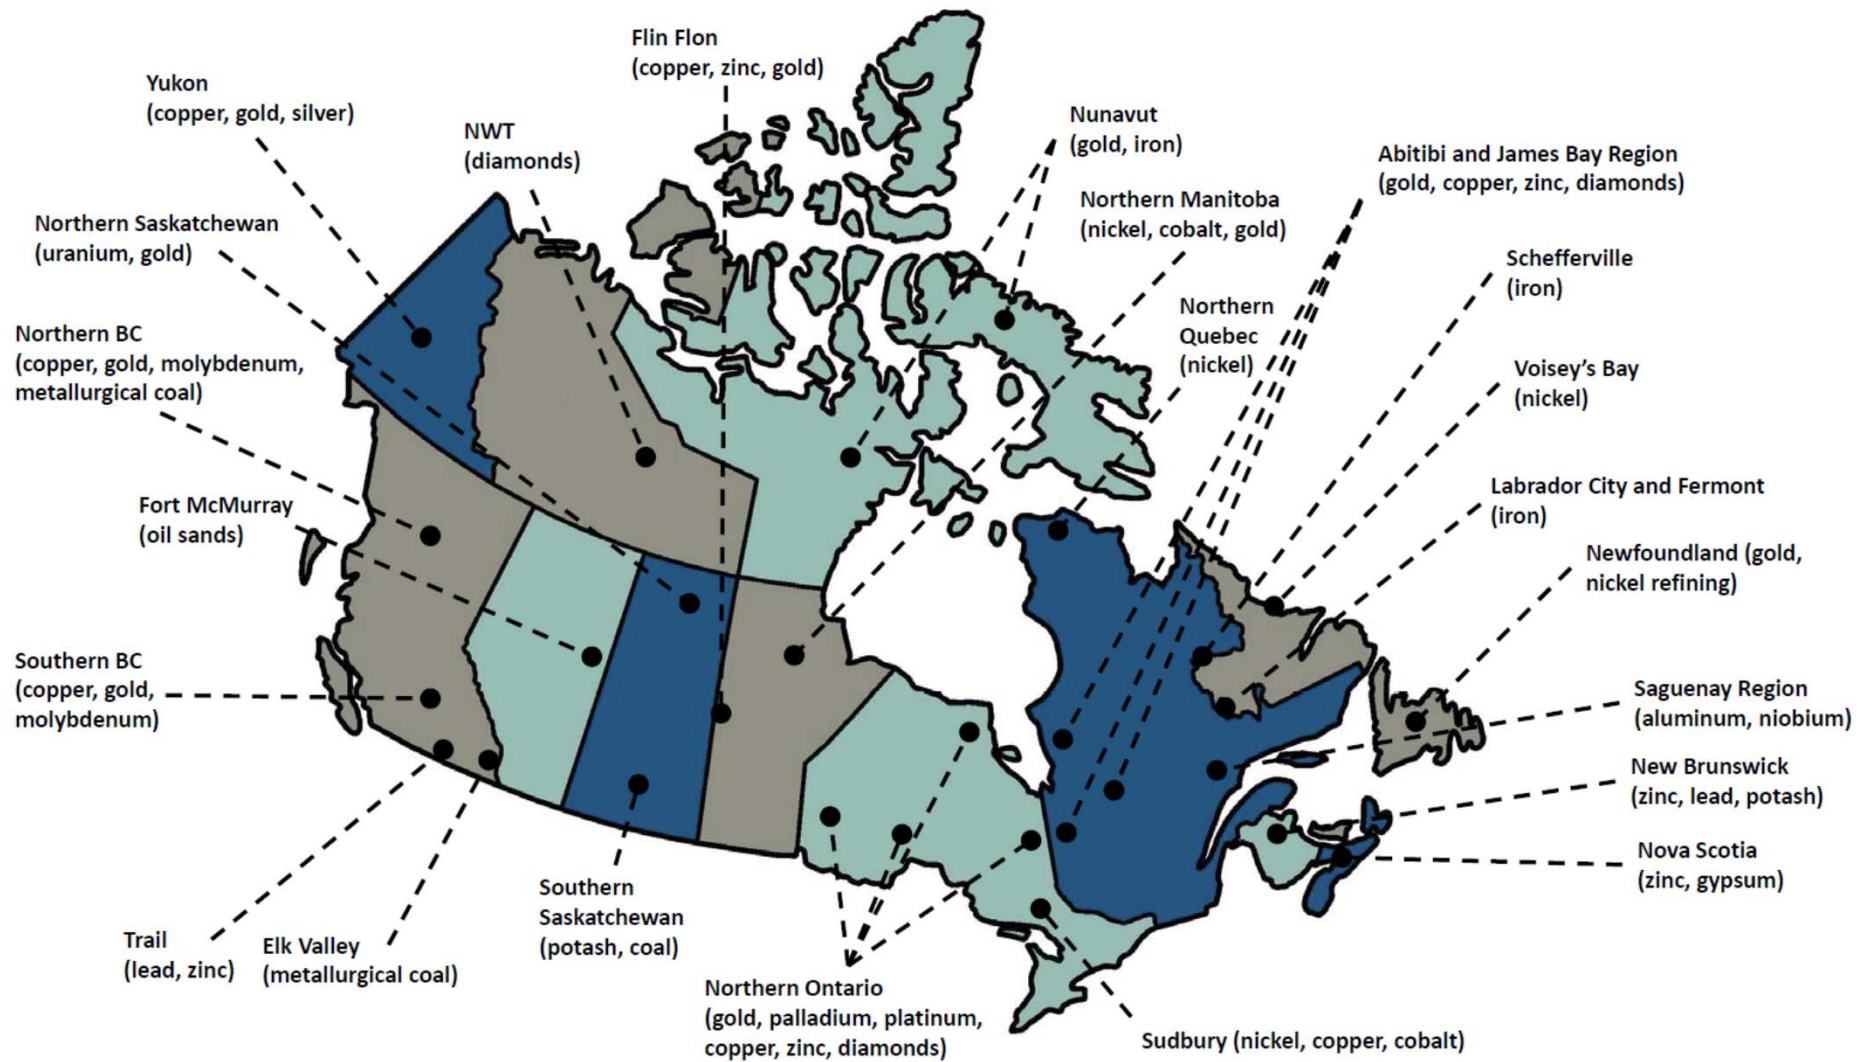 Flin Flon
(copper, zinc, gold)
Yukon
(copper, gold, silver)
NWT
(diamonds)
Nunavut
(gold, iron)
Abitibi and James Bay Region
(gold, copper, zinc, diamonds)
Northern Saskatchewan
(uranium, gold)
Northern Manitoba
(nickel, cobalt, gold)
Schefferville
(iron)
Northern BC
(copper, gold, molybdenum,
metallurgical coal)
Northern
Quebec
(nickel)
Voisey's Bay
(nickel)
Fort McMurray
(oil sands)
Labrador City and Fermont
(iron)
Newfoundland (gold,
nickel refining)
Southern BC
(copper, gold,
molybdenum)
Saguenay Region
(aluminum, niobium)
New Brunswick
(zinc, lead, potash)
Nova Scotia
(zinc, gypsum)
Trail
(lead, zinc)
Elk Valley
(metallurgical coal)
Southern
Saskatchewan
(potash, coal)
Northern Ontario
(gold, palladium, platinum,
copper, zinc, diamonds)
Sudbury (nickel, copper, cobalt)